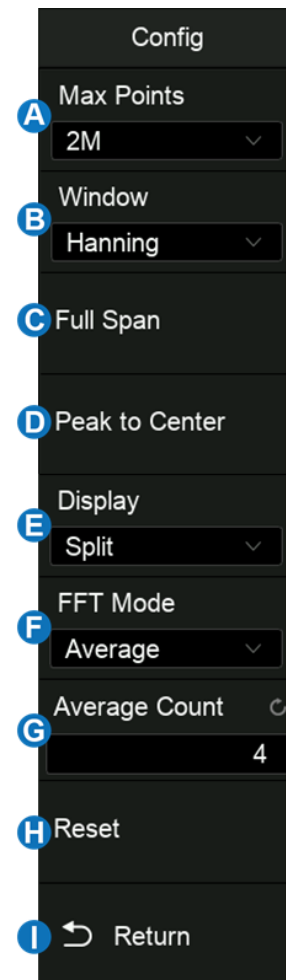 Config
Max Points
A
2M
Window
B
Hanning
C Full Span
D Peak to Center
Display
E
Split
FFT Mode
F
Average
Average Count
G
4
H Reset
I Return